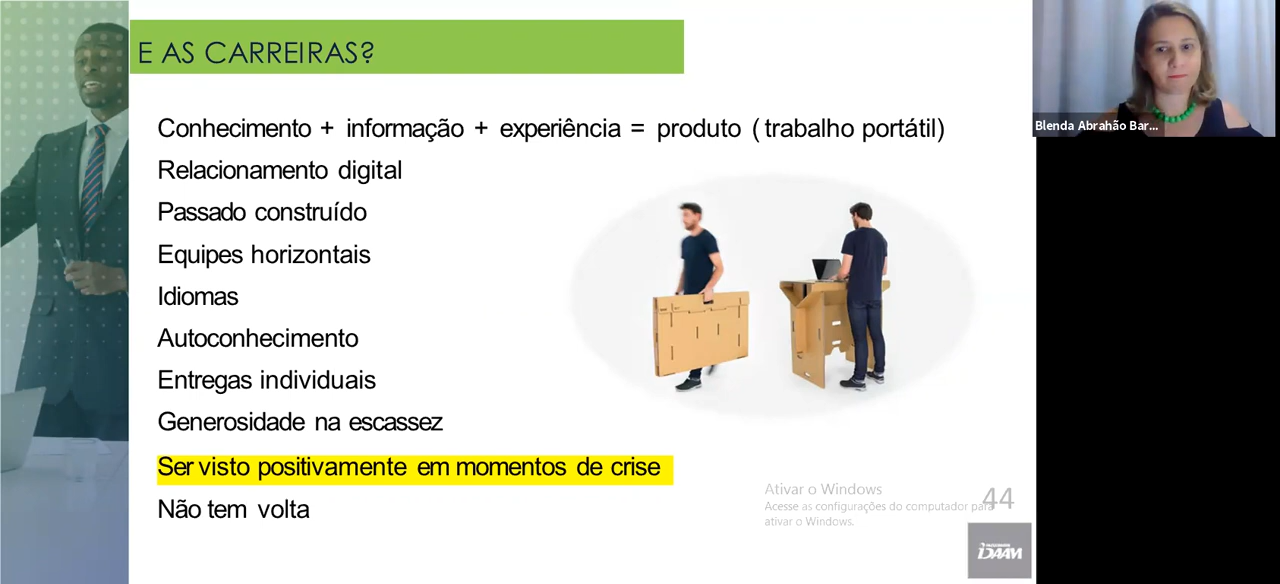 E AS CARREIRAS?
Conhecimento + informação + experiência = produto (trabalho portátil)
Relacionamento digital
Passado construído
Equipes horizontais
Idiomas
Autoconhecimento
Entregas individuais
Generosidade na escassez
Ser visto positivamente em momentos de crise
Não tem volta
Blenda Abrahão Bar...
Ativar o Windows
Acesse as configurações do computador para
ativar o Windows.
44
DAAM